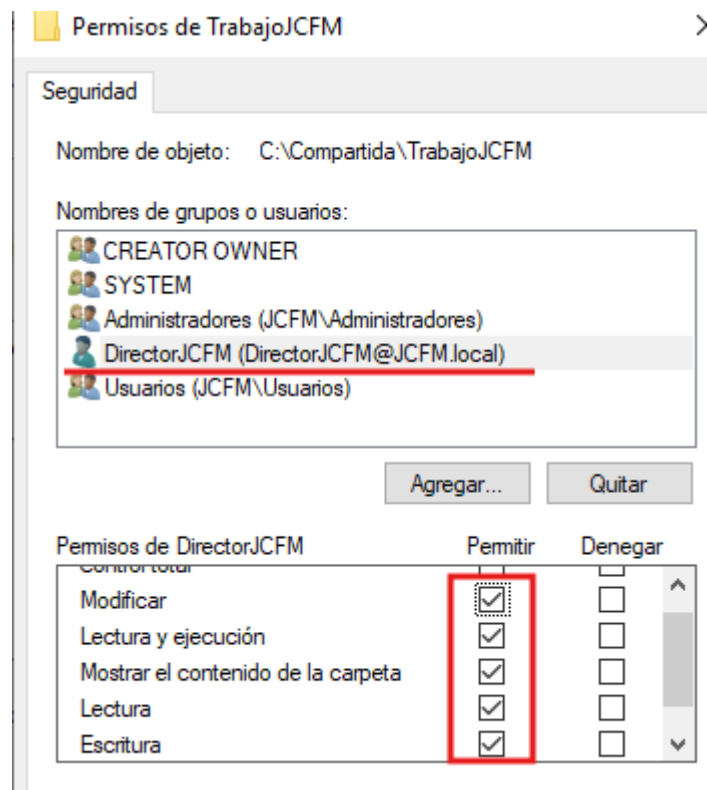 Permisos de TrabajoJCFM
Seguridad
Nombre de objeto: C:\Compartida\TrabajoJCFM
Nombres de grupos o usuarios:
CREATOR OWNER
SYSTEM
Administradores (JCFM\Administradores)
DirectorJCFM (DirectorJCFM@JCFM.local)
Usuarios (JCFM\Usuarios)
Agregar... Quitar
Permisos de DirectorJCFM Permitir Denegar
Control total
Modificar
Lectura y ejecución
Mostrar el contenido de la carpeta
Lectura
Escritura